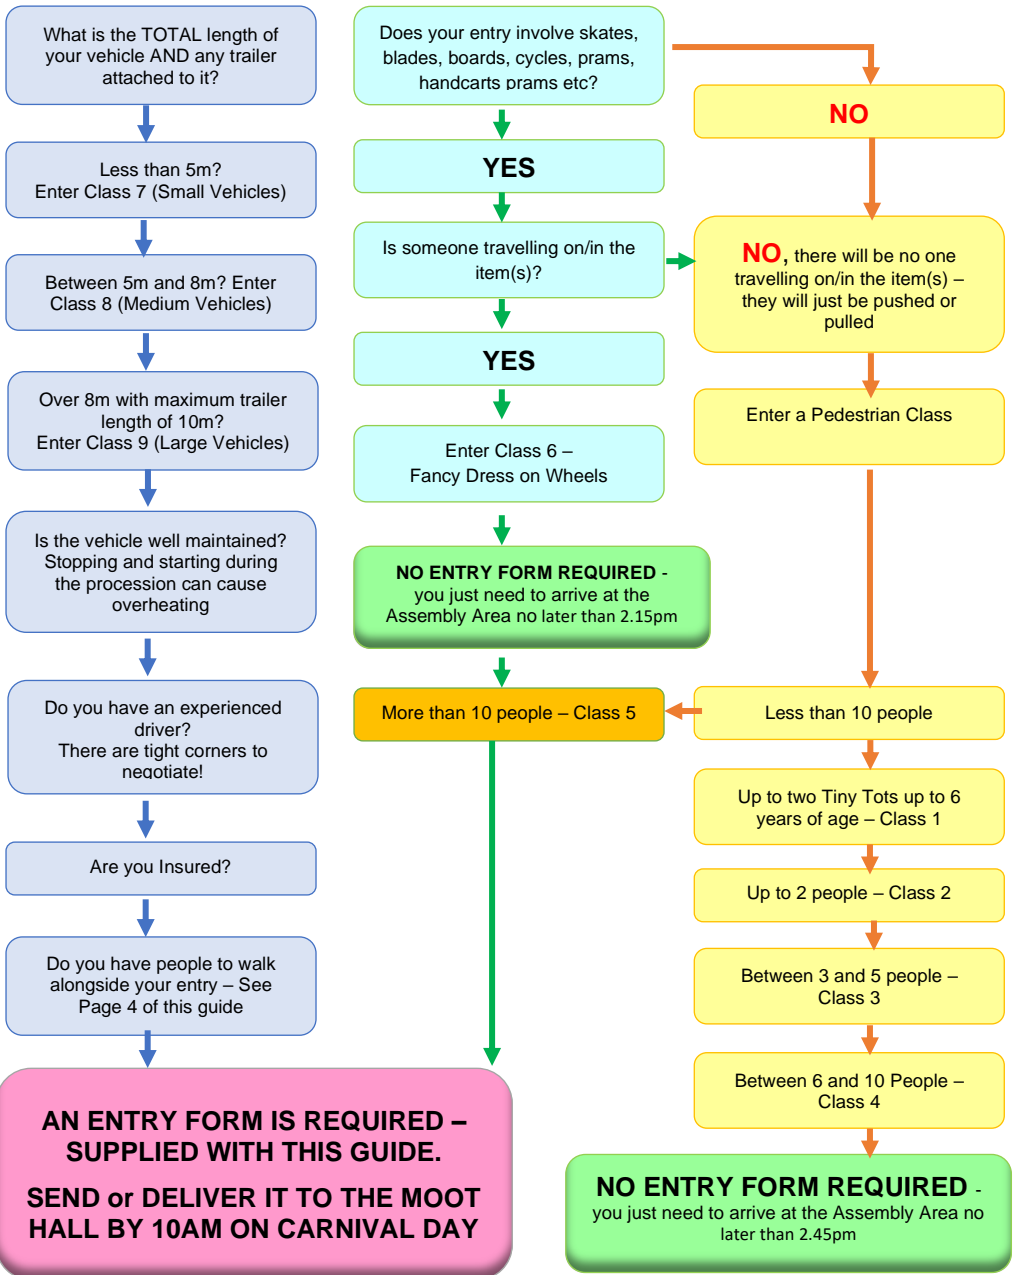 What is the TOTAL length of
your vehicle AND any trailer
attached to it?
Less than 5m?
Enter Class 7 (Small Vehicles)
Between 5m and 8m? Enter
Class 8 (Medium Vehicles)
Over 8m with maximum trailer
length of 10m?
Enter Class 9 (Large Vehicles)
Is the vehicle well maintained?
Stopping and starting during
the procession can cause
overheating
Do you have an experienced
driver?
There are tight corners to
negotiate!
Are you Insured?
Do you have people to walk
alongside your entry – See
Page 4 of this guide
AN ENTRY FORM IS REQUIRED –
SUPPLIED WITH THIS GUIDE.
SEND or DELIVER IT TO THE MOOT
HALL BY 10AM ON CARNIVAL DAY
Does your entry involve skates,
blades, boards, cycles, prams,
handcarts prams etc?
YES
Is someone travelling on/in the
item(s)?
YES
Enter Class 6 –
Fancy Dress on Wheels
NO ENTRY FORM REQUIRED -
you just need to arrive at the
Assembly Area no later than 2.15pm
More than 10 people – Class 5
NO
NO, there will be no one
travelling on/in the item(s) –
they will just be pushed or
pulled
Enter a Pedestrian Class
Less than 10 people
Up to two Tiny Tots up to 6
years of age – Class 1
Up to 2 people – Class 2
Between 3 and 5 people –
Class 3
Between 6 and 10 People –
Class 4
NO ENTRY FORM REQUIRED -
you just need to arrive at the Assembly Area no
later than 2.45pm